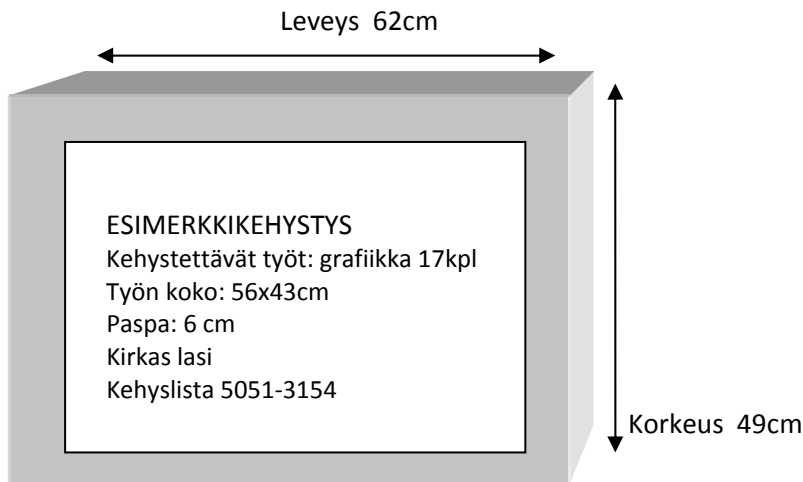 Leveys 62cm
ESIMERKKIKEHYSTYS
Kehystettävät työt: grafiikka 17kpl
Työn koko: 56x43cm
Paspa: 6 cm
Kirkas lasi
Kehyslista 5051-3154
Korkeus 49cm